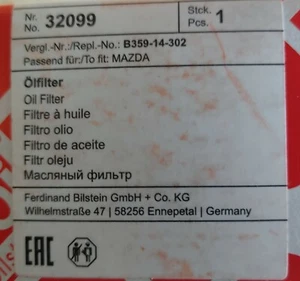 Nr. No. 32099 Stck. Pcs. 1
Vergl.-Nr.:/Repl.-No.: B359-14-302
Passend für:/To fit: MAZDA
Ölfilter
Oil Filter
Filtre à huile
Filtro olio
Filtro de aceite
Filtr oleju
Масляный фильтр
Ferdinand Bilstein GmbH + Co. KG
Wilhelmstraße 47 | 58256 Ennepetal | Germany
EAC